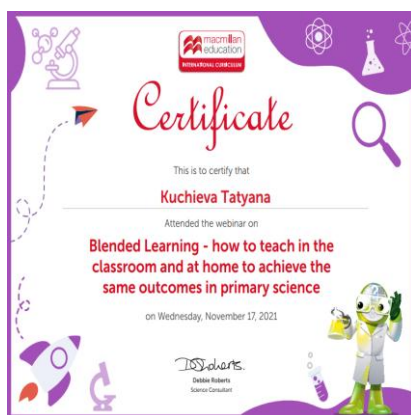 macmillan
education
INTERNATIONAL CURRICULUM
Certificate
This is to certify that
Kuchieva Tatyana
Attended the webinar on
Blended Learning - how to teach in the
classroom and at home to achieve the
same outcomes in primary science
on Wednesday, November 17, 2021
DSRoberts.
Debbie Roberts
Science Consultant